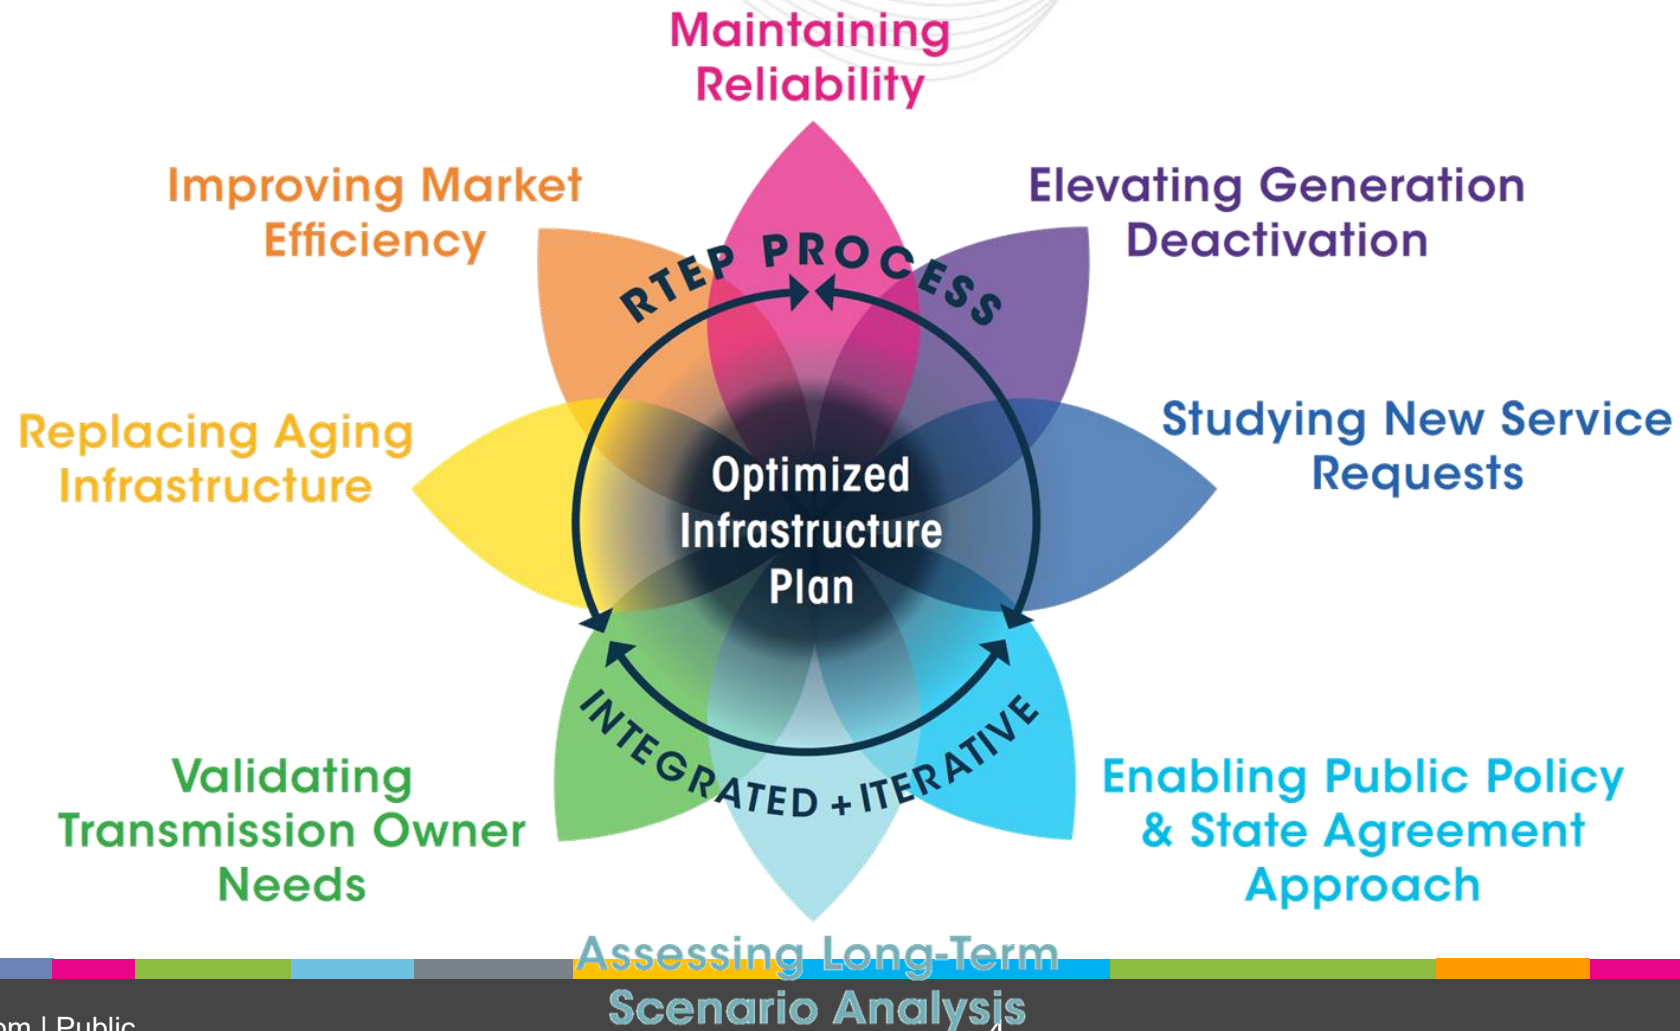 Maintaining
Reliability
Improving Market
Efficiency
Elevating Generation
Deactivation
RTEP PROCESS
Replacing Aging
Infrastructure
Studying New Service
Requests
Optimized
Infrastructure
Plan
INTEGRATED + ITERATIVE
Validating
Transmission Owner
Needs
Enabling Public Policy
& State Agreement
Approach
Assessing Long-Term
Scenario Analysis
om | Public